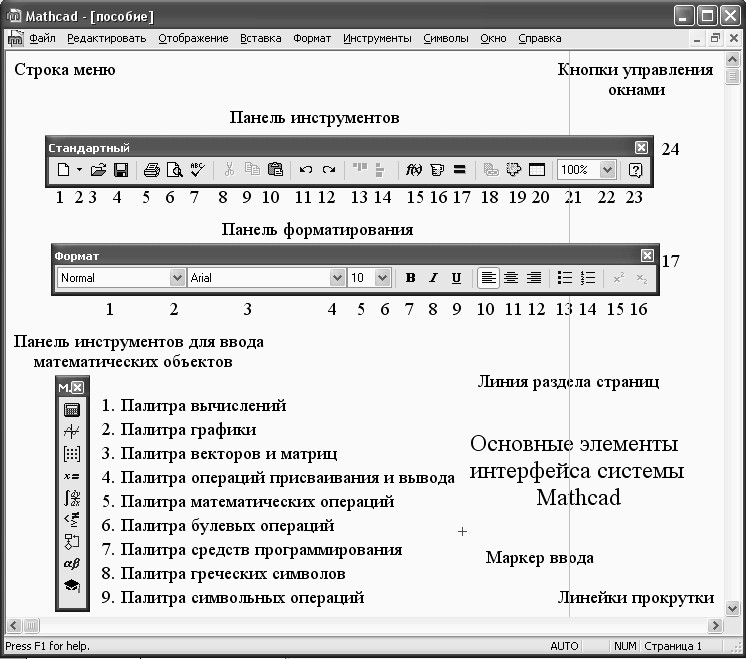 Mathcad - [пособие]
Файл Редактировать Отображение Вставка Формат Инструменты Символы Окно Справка
Строка меню
Кнопки управления
окнами
Панель инструментов
Стандартный
24
ABC
f(x)
100%
1 2 3 4 5 6 7 8 9 10 11 12 13 14 15 16 17 18 19 20 21 22 23
Панель форматирования
Формат
17
Normal Arial 10 B I U x² x₂
1 2 3 4 5 6 7 8 9 10 11 12 13 14 15 16
Панель инструментов для ввода
математических объектов
Линия раздела страниц
М.
x=
∫ dy/dx
αβ
1. Палитра вычислений
2. Палитра графики
3. Палитра векторов и матриц
4. Палитра операций присваивания и вывода
5. Палитра математических операций
6. Палитра булевых операций
7. Палитра средств программирования
8. Палитра греческих символов
9. Палитра символьных операций
Основные элементы
интерфейса системы
Mathcad
Маркер ввода
Линейки прокрутки
Press F1 for help.
AUTO NUM Страница 1